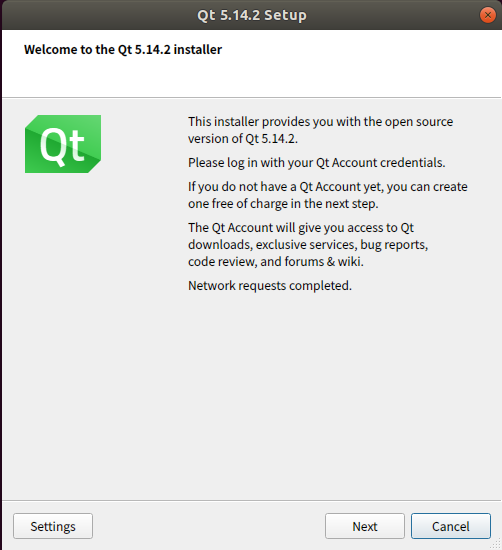 Qt 5.14.2 Setup
Welcome to the Qt 5.14.2 installer
Qt
This installer provides you with the open source
version of Qt 5.14.2.
Please log in with your Qt Account credentials.
If you do not have a Qt Account yet, you can create
one free of charge in the next step.
The Qt Account will give you access to Qt
downloads, exclusive services, bug reports,
code review, and forums & wiki.
Network requests completed.
Settings
Next
Cancel